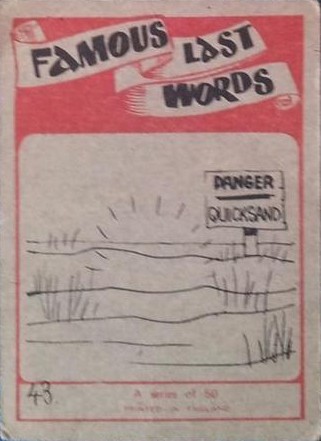 FAMOUS
LAST
WORDS
DANGER
QUICKSAND
43.
A series of 50
PRINTED IN ENGLAND